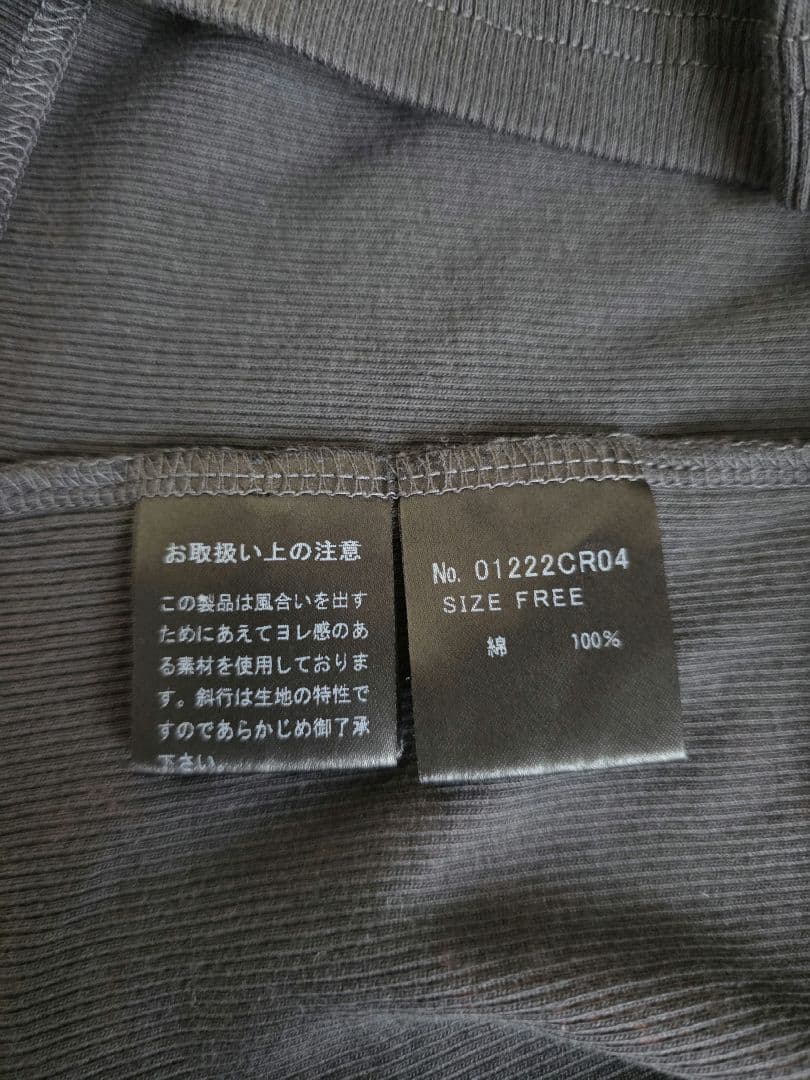 お取扱い上の注意
この製品は風合いを出す
ためにあえてヨレ感のあ
る素材を使用しておりま
す。斜行は生地の特性で
すのであらかじめ御了承
下さい。
No. 01222CR04
SIZE FREE
綿 100%